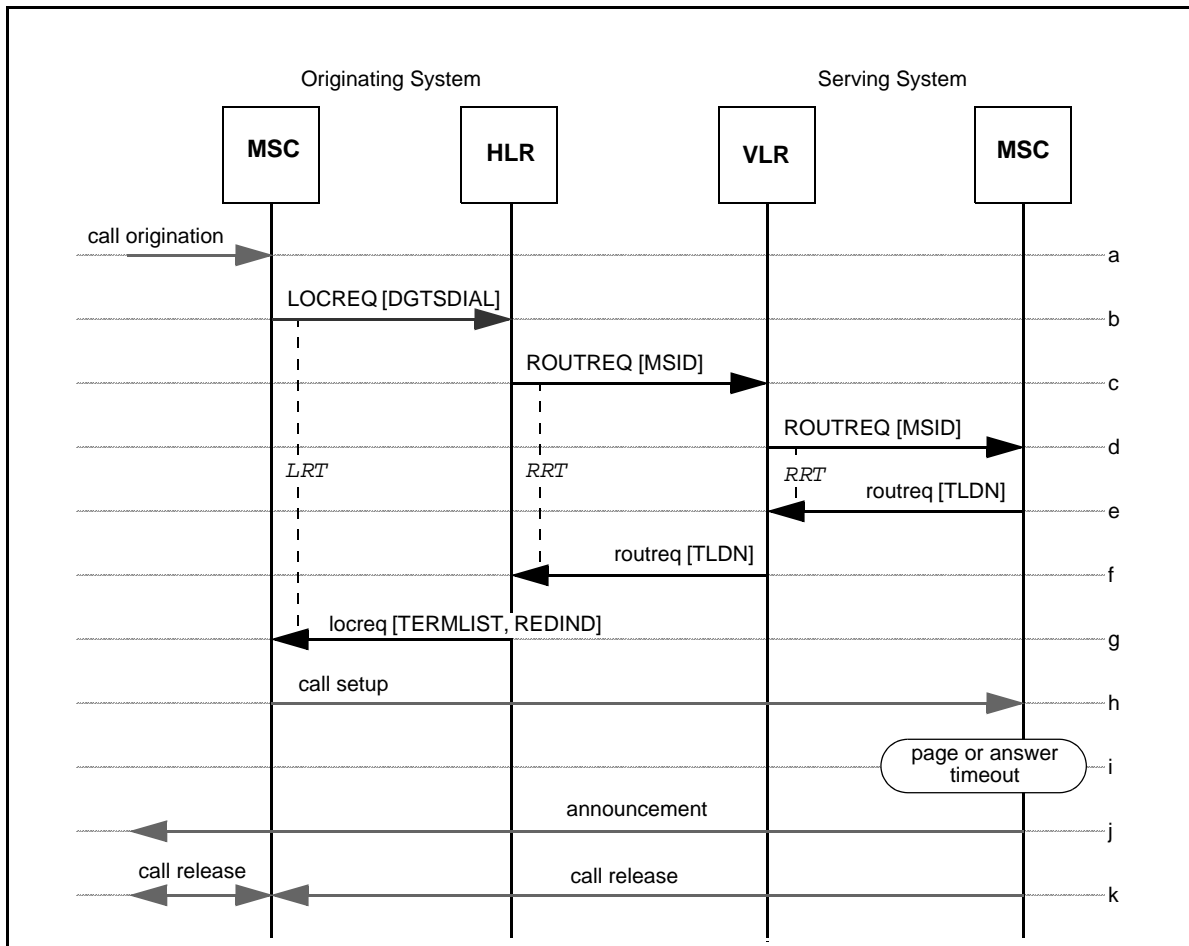 Originating System
Serving System
MSC
HLR
VLR
MSC
call origination
a
LOCREQ [DGTSDIAL]
b
ROUTREQ [MSID]
c
ROUTREQ [MSID]
d
LRT
RRT
RRT
routreq [TLDN]
e
routreq [TLDN]
f
locreq [TERMLIST, REDIND]
g
call setup
h
page or answer
timeout
i
announcement
j
call release
call release
k